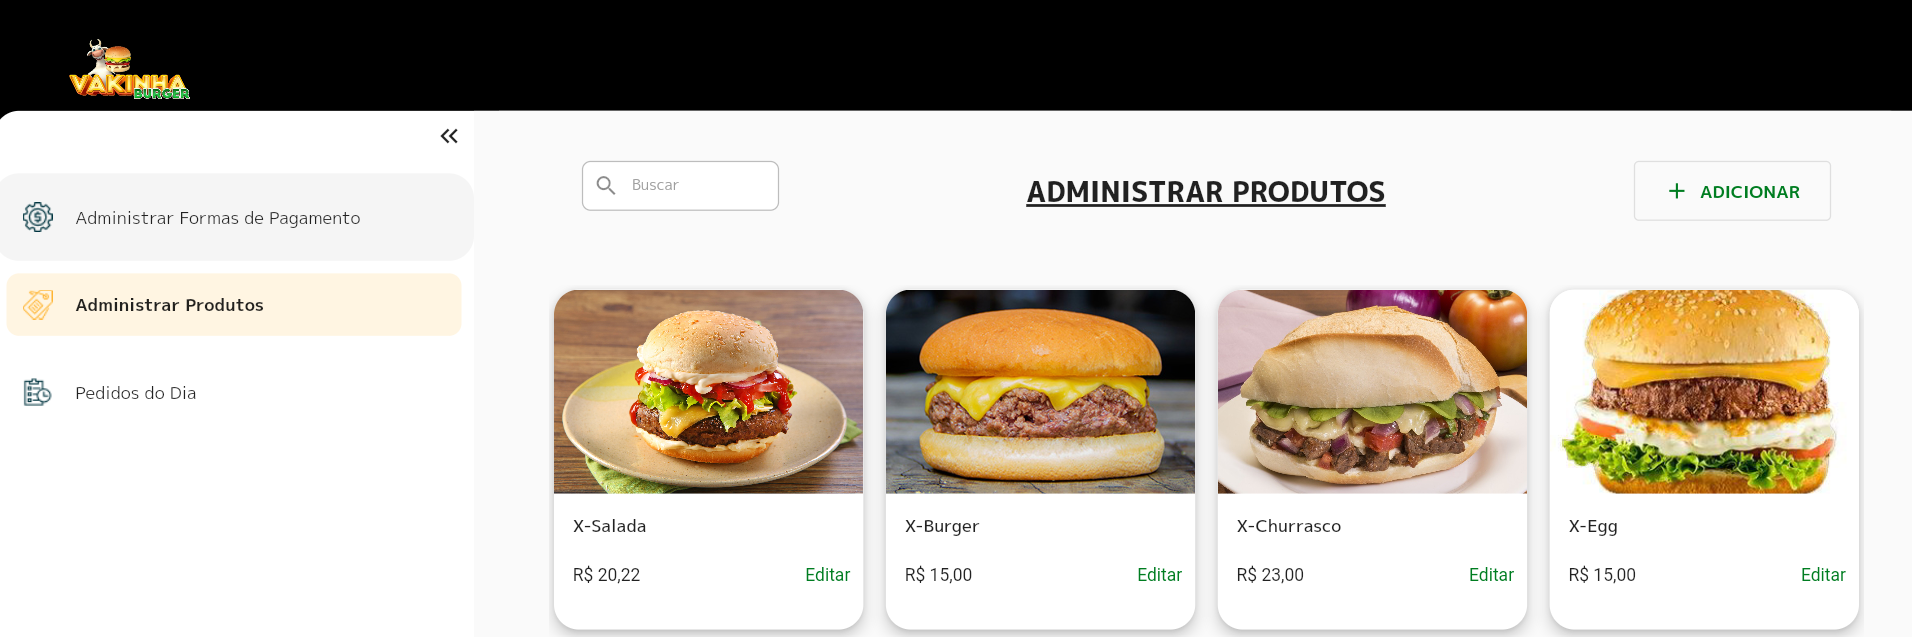 VAKINHA
BURGER
Administrar Formas de Pagamento
Administrar Produtos
Pedidos do Dia
Buscar
ADMINISTRAR PRODUTOS
+ ADICIONAR
X-Salada
R$ 20,22 Editar
X-Burger
R$ 15,00 Editar
X-Churrasco
R$ 23,00 Editar
X-Egg
R$ 15,00 Editar